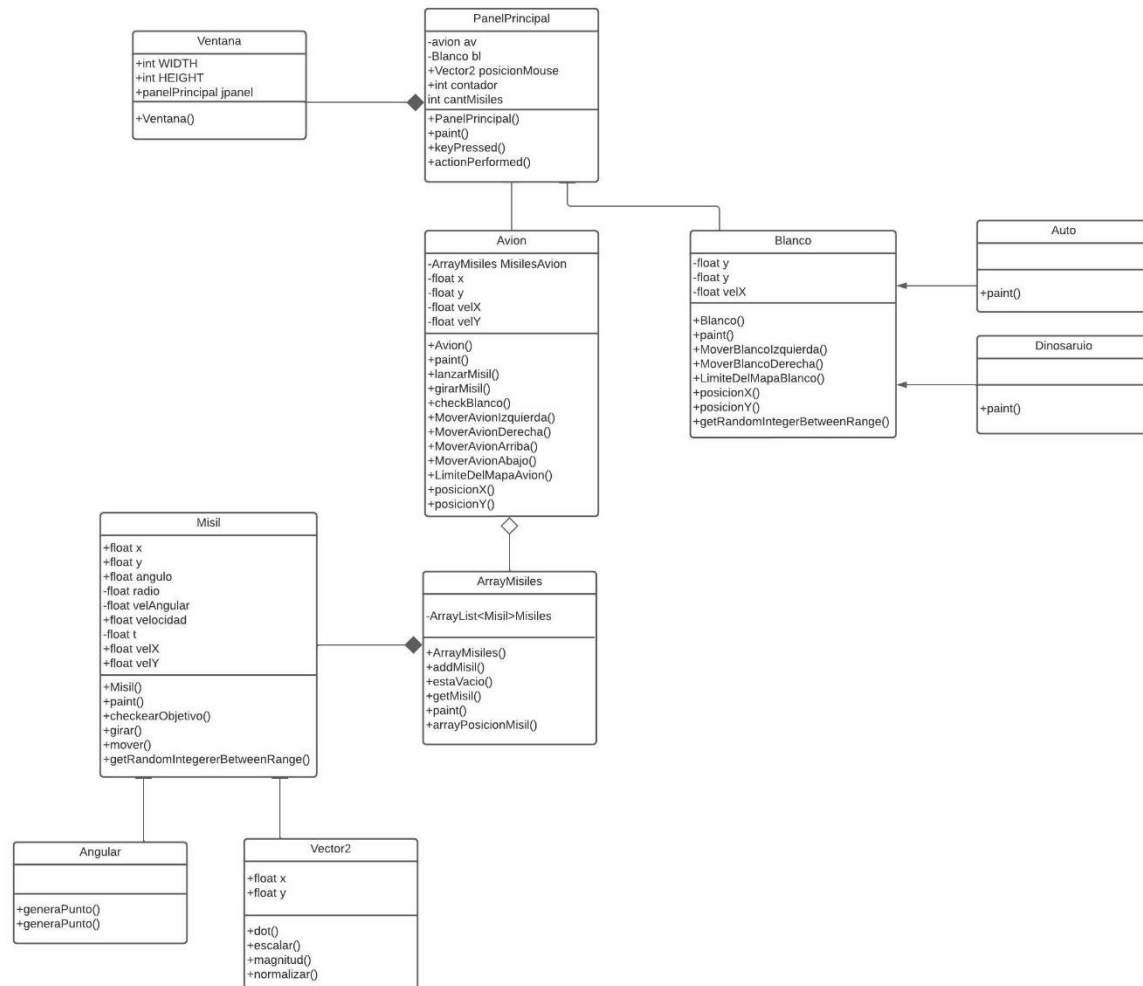 PanelPrincipal
-avion av
-Blanco bl
+Vector2 posicionMouse
+int contador
int cantMisiles
+PanelPrincipal()
+paint()
+keyPressed()
+actionPerformed()
Ventana
+int WIDTH
+int HEIGHT
+panelPrincipal jpanel
+Ventana()
Avion
-ArrayMisiles MisilesAvion
-float x
-float y
-float velX
-float velY
+Avion()
+paint()
+lanzarMisil()
+girarMisil()
+checkBlanco()
+MoverAvionIzquierda()
+MoverAvionDerecha()
+MoverAvionArriba()
+MoverAvionAbajo()
+LimiteDelMapaAvion()
+posicionX()
+posicionY()
Blanco
-float y
-float y
-float velX
+Blanco()
+paint()
+MoverBlancoIzquierda()
+MoverBlancoDerecha()
+LimiteDelMapaBlanco()
+posicionX()
+posicionY()
+getRandomIntegerBetweenRange()
Auto
+paint()
Dinosaruio
+paint()
Misil
+float x
+float y
+float angulo
-float radio
-float velAngular
+float velocidad
-float t
+float velX
+float velY
+Misil()
+paint()
+checkearObjetivo()
+girar()
+mover()
+getRandomIntegererBetweenRange()
ArrayMisiles
-ArrayList<Misil>Misiles
+ArrayMisiles()
+addMisil()
+estaVacio()
+getMisil()
+paint()
+arrayPosicionMisil()
Angular
+generaPunto()
+generaPunto()
Vector2
+float x
+float y
+dot()
+escalar()
+magnitud()
+normalizar()